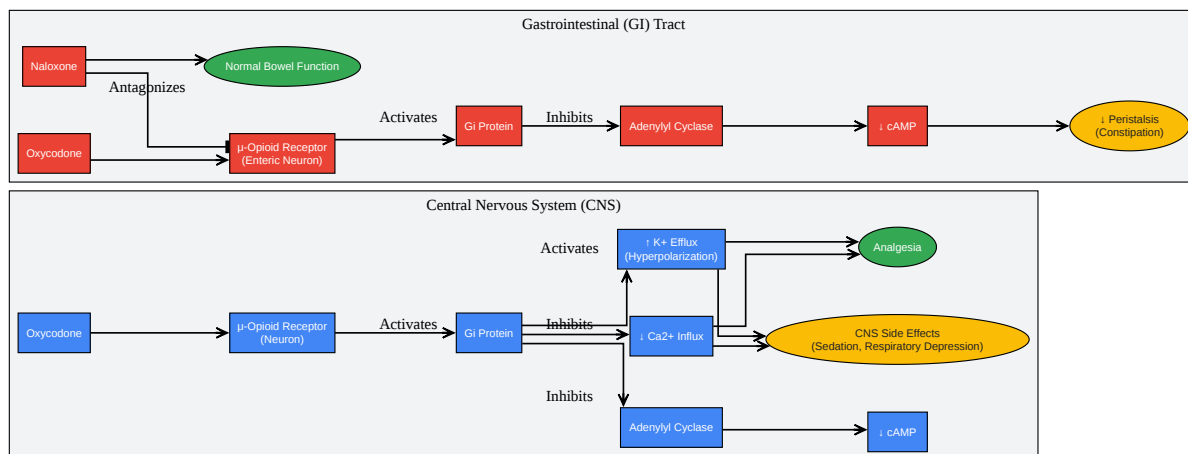 Gastrointestinal (GI) Tract
Naloxone
Normal Bowel Function
Antagonizes
Activates
Inhibits
Gi Protein
Adenylyl Cyclase
↓ cAMP
↓ Peristalsis
(Constipation)
Oxycodone
μ-Opioid Receptor
(Enteric Neuron)
Central Nervous System (CNS)
Activates
↑ K+ Efflux
(Hyperpolarization)
Analgesia
Oxycodone
μ-Opioid Receptor
(Neuron)
Activates
Gi Protein
Inhibits
↓ Ca2+ Influx
CNS Side Effects
(Sedation, Respiratory Depression)
Inhibits
Adenylyl Cyclase
↓ cAMP